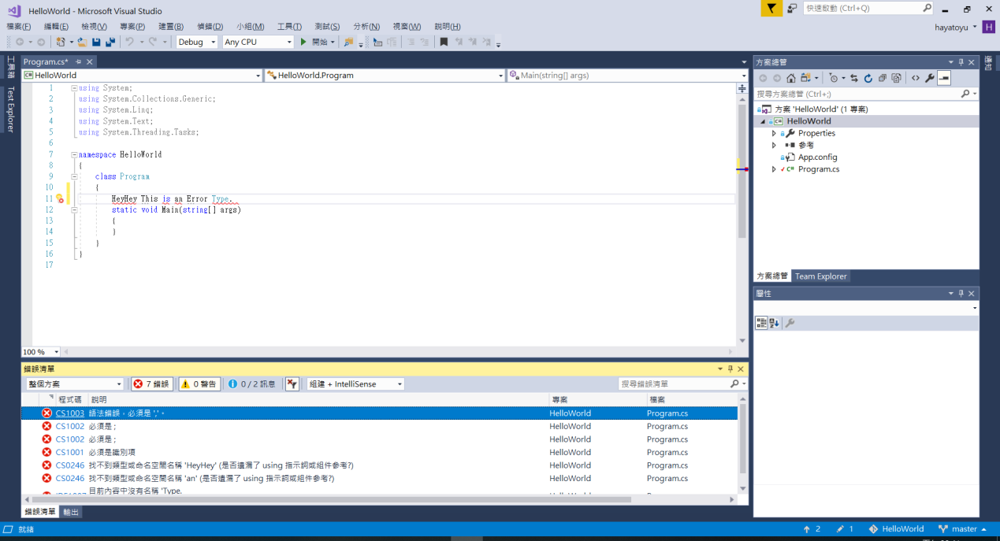 HelloWorld - Microsoft Visual Studio
快速啟動 (Ctrl+Q)
檔案(F) 編輯(E) 檢視(V) 專案(P) 建置(B) 偵錯(D) 小組(M) 工具(T) 測試(S) 分析(N) 視窗(W) 說明(H)
hayatoyu H
Debug Any CPU 開始
工具箱
Test Explorer
Program.cs*
HelloWorld HelloWorld.Program Main(string[] args)
1 using System;
2 using System.Collections.Generic;
3 using System.Linq;
4 using System.Text;
5 using System.Threading.Tasks;
6
7 namespace HelloWorld
8 {
9 class Program
10 {
11 HeyHey This is an Error Type.
12 static void Main(string[] args)
13 {
14 }
15 }
16 }
17
100 %
方案總管
搜尋方案總管 (Ctrl+;)
方案 'HelloWorld' (1 專案)
HelloWorld
Properties
參考
App.config
Program.cs
方案總管 Team Explorer
屬性
通知
錯誤清單
整個方案 7 錯誤 0 警告 0 / 2 訊息 組建 + IntelliSense 搜尋錯誤清單
程式碼 說明 專案 檔案
CS1003 語法錯誤，必須是 ','。 HelloWorld Program.cs
CS1002 必須是 ; HelloWorld Program.cs
CS1002 必須是 ; HelloWorld Program.cs
CS1001 必須是識別項 HelloWorld Program.cs
CS0246 找不到類型或命名空間名稱 'HeyHey' (是否遺漏了 using 指示詞或組件參考?) HelloWorld Program.cs
CS0246 找不到類型或命名空間名稱 'an' (是否遺漏了 using 指示詞或組件參考?) HelloWorld Program.cs
目前內容中沒有名稱 'Type.
錯誤清單 輸出
就緒 2 1 HelloWorld master